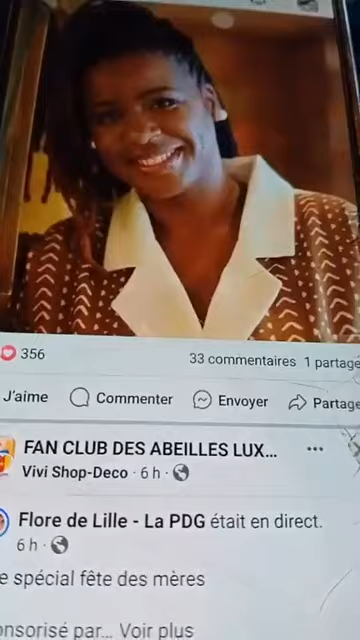 356
33 commentaires 1 partage
J'aime Commenter Envoyer Partage
FAN CLUB DES ABEILLES LUX...
Vivi Shop-Deco · 6 h ·
Flore de Lille - La PDG était en direct.
6 h ·
e spécial fête des mères
onsorisé par... Voir plus